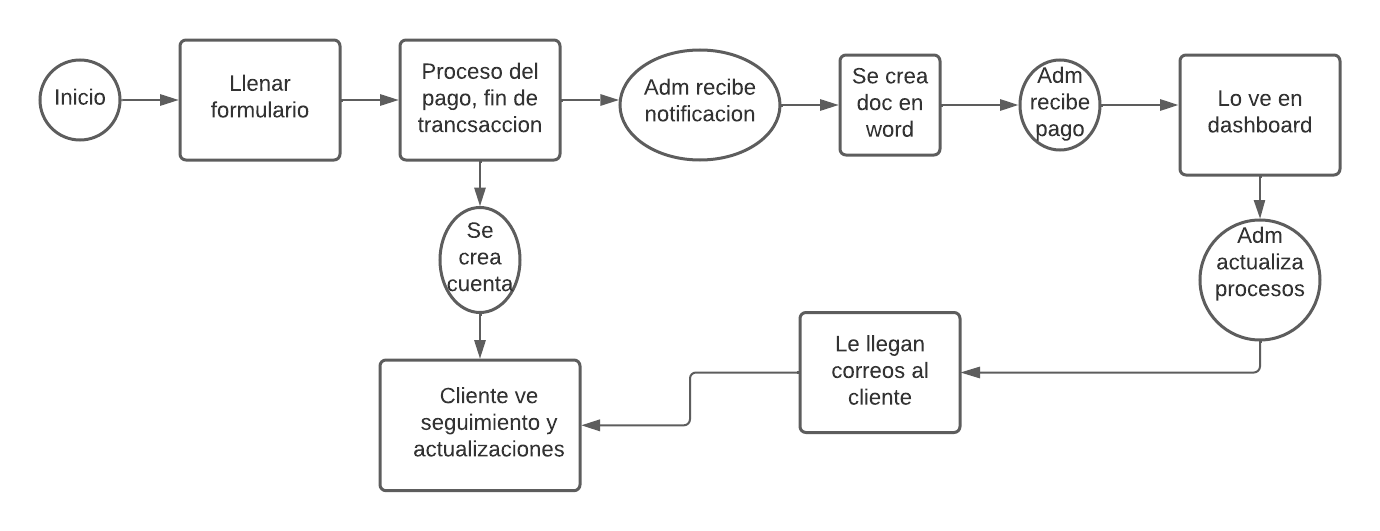 Inicio
Llenar
formulario
Proceso del
pago, fin de
trancsaccion
Adm recibe
notificacion
Se crea
doc en
word
Adm
recibe
pago
Lo ve en
dashboard
Se
crea
cuenta
Adm
actualiza
procesos
Le llegan
correos al
cliente
Cliente ve
seguimiento y
actualizaciones